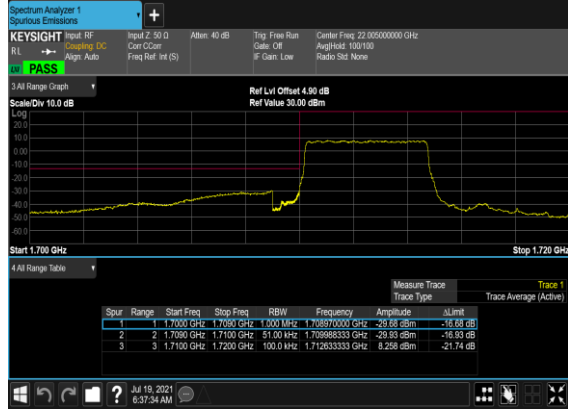 Spectrum Analyzer 1
Spurious Emissions
+
KEYSIGHT Input: RF Input Z: 50 Ω Atten: 40 dB Trig: Free Run Center Freq: 22.005000000 GHz
RL Coupling: DC Corr CCorr Gate: Off Avg|Hold: 100/100
Align: Auto Freq Ref: Int (S) IF Gain: Low Radio Std: None
PASS
3 All Range Graph
Ref Lvl Offset 4.90 dB
Scale/Div 10.0 dB Ref Value 30.00 dBm
Log
20.0
10.0
0.00
-10.0
-20.0
-30.0
-40.0
-50.0
-60.0
Start 1.700 GHz Stop 1.720 GHz
4 All Range Table
Measure Trace Trace 1
Trace Type Trace Average (Active)
Spur Range Start Freq Stop Freq RBW Frequency Amplitude ΔLimit
1 1 1.7000 GHz 1.7090 GHz 1.000 MHz 1.708970000 GHz -29.68 dBm -16.68 dB
2 2 1.7090 GHz 1.7100 GHz 51.00 kHz 1.709988333 GHz -29.93 dBm -16.93 dB
3 3 1.7100 GHz 1.7200 GHz 100.0 kHz 1.712633333 GHz 8.258 dBm -21.74 dB
? Jul 19, 2021
6:37:34 AM